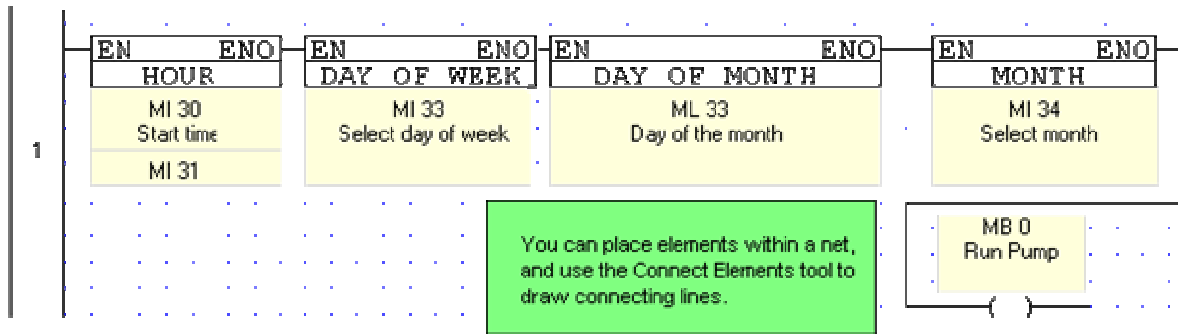 EN ENO EN ENO EN ENO EN ENO
HOUR DAY OF WEEK DAY OF MONTH MONTH
MI 30 MI 33 ML 33 MI 34
Start time Select day of week Day of the month Select month
1
MI 31
You can place elements within a net,
and use the Connect Elements tool to
draw connecting lines.
MB 0
Run Pump